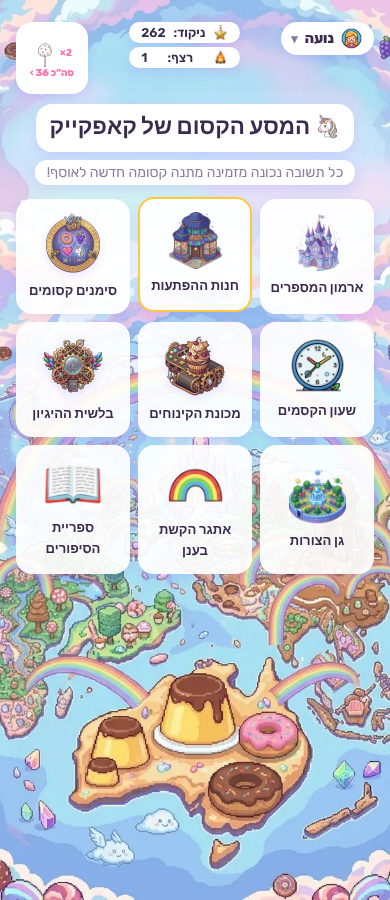 נועה ▾
ניקוד: 262
רצף: 1
×2
סה"כ 36 ›
המסע הקסום של קאפקייק
כל תשובה נכונה מזמינה מתנה קסומה חדשה לאוסף!
ארמון המספרים
חנות ההפתעות
סימנים קסומים
שעון הקסמים
מכונת הקינוחים
בלשית ההיגיון
גן הצורות
אתגר הקשת
בענן
ספריית
הסיפורים